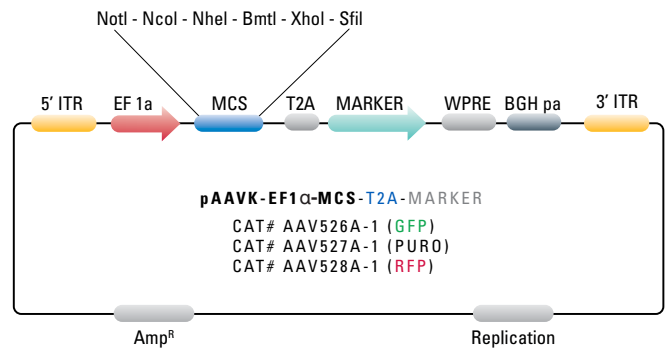 NotI - NcoI - NheI - BmtI - XhoI - SfiI
5’ ITR EF 1a MCS T2A MARKER WPRE BGH pa 3’ ITR
pAAVK-EF1α-MCS-T2A-MARKER
CAT# AAV526A-1 (GFP)
CAT# AAV527A-1 (PURO)
CAT# AAV528A-1 (RFP)
Ampᴿ Replication